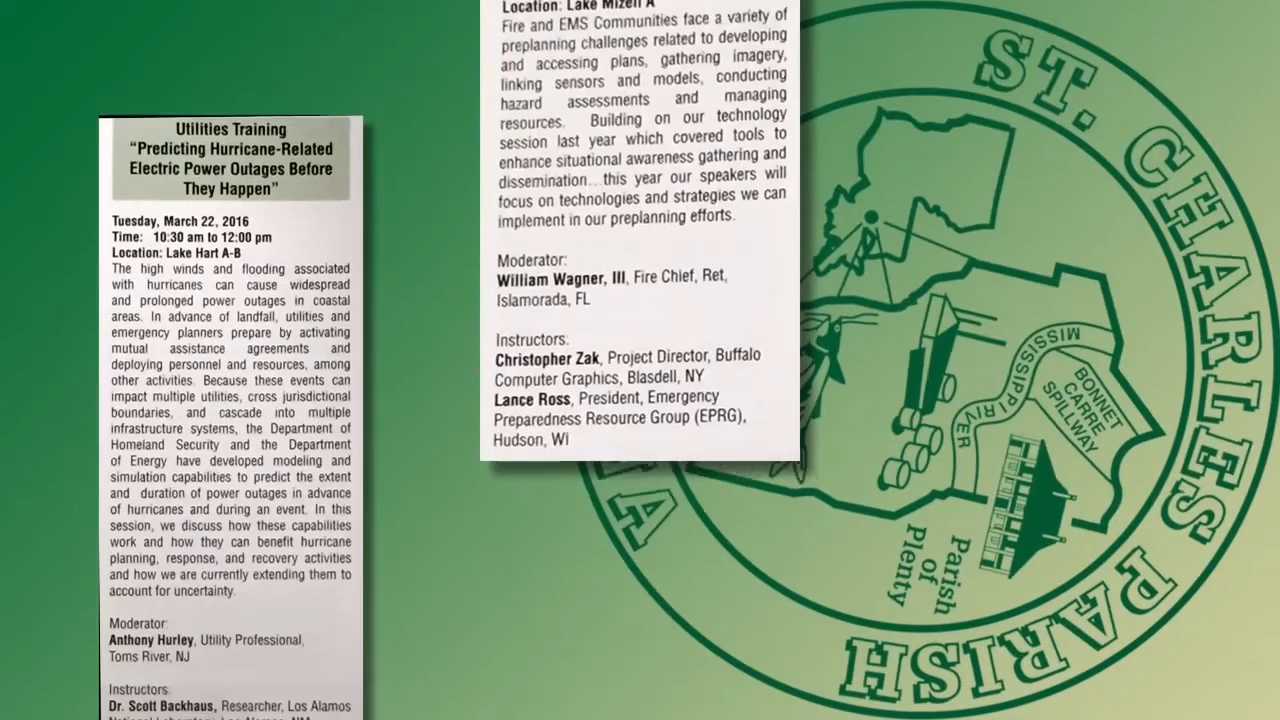 Utilities Training
“Predicting Hurricane-Related
Electric Power Outages Before
They Happen”
Tuesday, March 22, 2016
Time: 10:30 am to 12:00 pm
Location: Lake Hart A-B
The high winds and flooding associated
with hurricanes can cause widespread
and prolonged power outages in coastal
areas. In advance of landfall, utilities and
emergency planners prepare by activating
mutual assistance agreements and
deploying personnel and resources, among
other activities. Because these events can
impact multiple utilities, cross jurisdictional
boundaries, and cascade into multiple
infrastructure systems, the Department of
Homeland Security and the Department
of Energy have developed modeling and
simulation capabilities to predict the extent
and duration of power outages in advance
of hurricanes and during an event. In this
session, we discuss how these capabilities
work and how they can benefit hurricane
planning, response, and recovery activities
and how we are currently extending them to
account for uncertainty.
Moderator:
Anthony Hurley, Utility Professional,
Toms River, NJ
Instructors:
Dr. Scott Backhaus, Researcher, Los Alamos
National Laboratory, Los Alamos, NM
Location: Lake Mizell A
Fire and EMS Communities face a variety of
preplanning challenges related to developing
and accessing plans, gathering imagery,
linking sensors and models, conducting
hazard assessments and managing
resources. Building on our technology
session last year which covered tools to
enhance situational awareness gathering and
dissemination...this year our speakers will
focus on technologies and strategies we can
implement in our preplanning efforts.
Moderator:
William Wagner, III, Fire Chief, Ret,
Islamorada, FL
Instructors:
Christopher Zak, Project Director, Buffalo
Computer Graphics, Blasdell, NY
Lance Ross, President, Emergency
Preparedness Resource Group (EPRG),
Hudson, WI
ST. CHARLES PARISH
MISSISSIPPI RIVER
BONNET
CARRE
SPILLWAY
Parish
of
Plenty